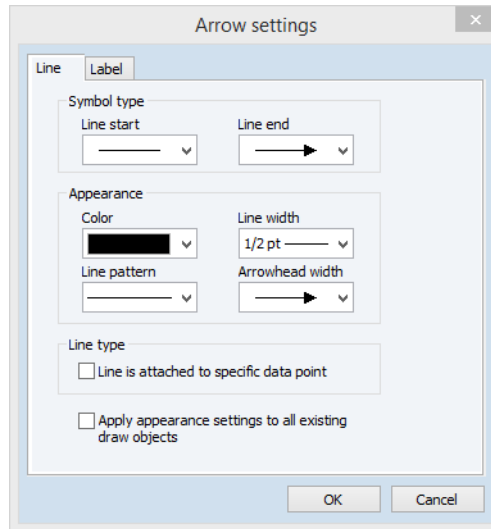 Arrow settings
Line
Label
Symbol type
Line start
Line end
Appearance
Color
Line width
1/2 pt
Line pattern
Arrowhead width
Line type
Line is attached to specific data point
Apply appearance settings to all existing
draw objects
OK
Cancel